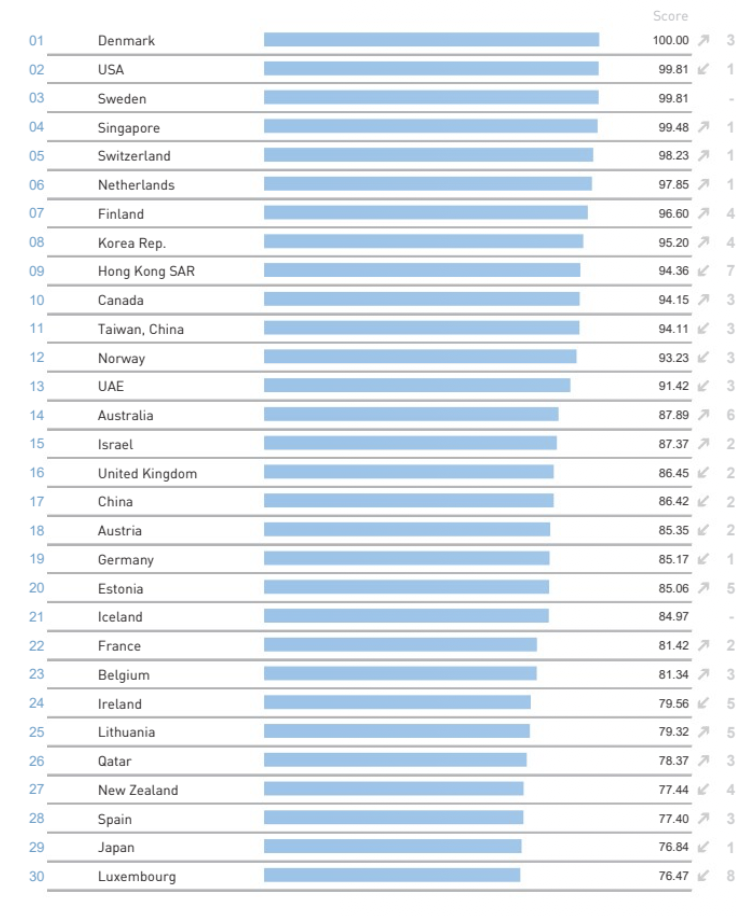 Score
01 Denmark 100.00 ↗ 3
02 USA 99.81 ↙ 1
03 Sweden 99.81 -
04 Singapore 99.48 ↗ 1
05 Switzerland 98.23 ↗ 1
06 Netherlands 97.85 ↗ 1
07 Finland 96.60 ↗ 4
08 Korea Rep. 95.20 ↗ 4
09 Hong Kong SAR 94.36 ↙ 7
10 Canada 94.15 ↗ 3
11 Taiwan, China 94.11 ↙ 3
12 Norway 93.23 ↙ 3
13 UAE 91.42 ↙ 3
14 Australia 87.89 ↗ 6
15 Israel 87.37 ↗ 2
16 United Kingdom 86.45 ↙ 2
17 China 86.42 ↙ 2
18 Austria 85.35 ↙ 2
19 Germany 85.17 ↙ 1
20 Estonia 85.06 ↗ 5
21 Iceland 84.97 -
22 France 81.42 ↗ 2
23 Belgium 81.34 ↗ 3
24 Ireland 79.56 ↙ 5
25 Lithuania 79.32 ↗ 5
26 Qatar 78.37 ↗ 3
27 New Zealand 77.44 ↙ 4
28 Spain 77.40 ↗ 3
29 Japan 76.84 ↙ 1
30 Luxembourg 76.47 ↙ 8